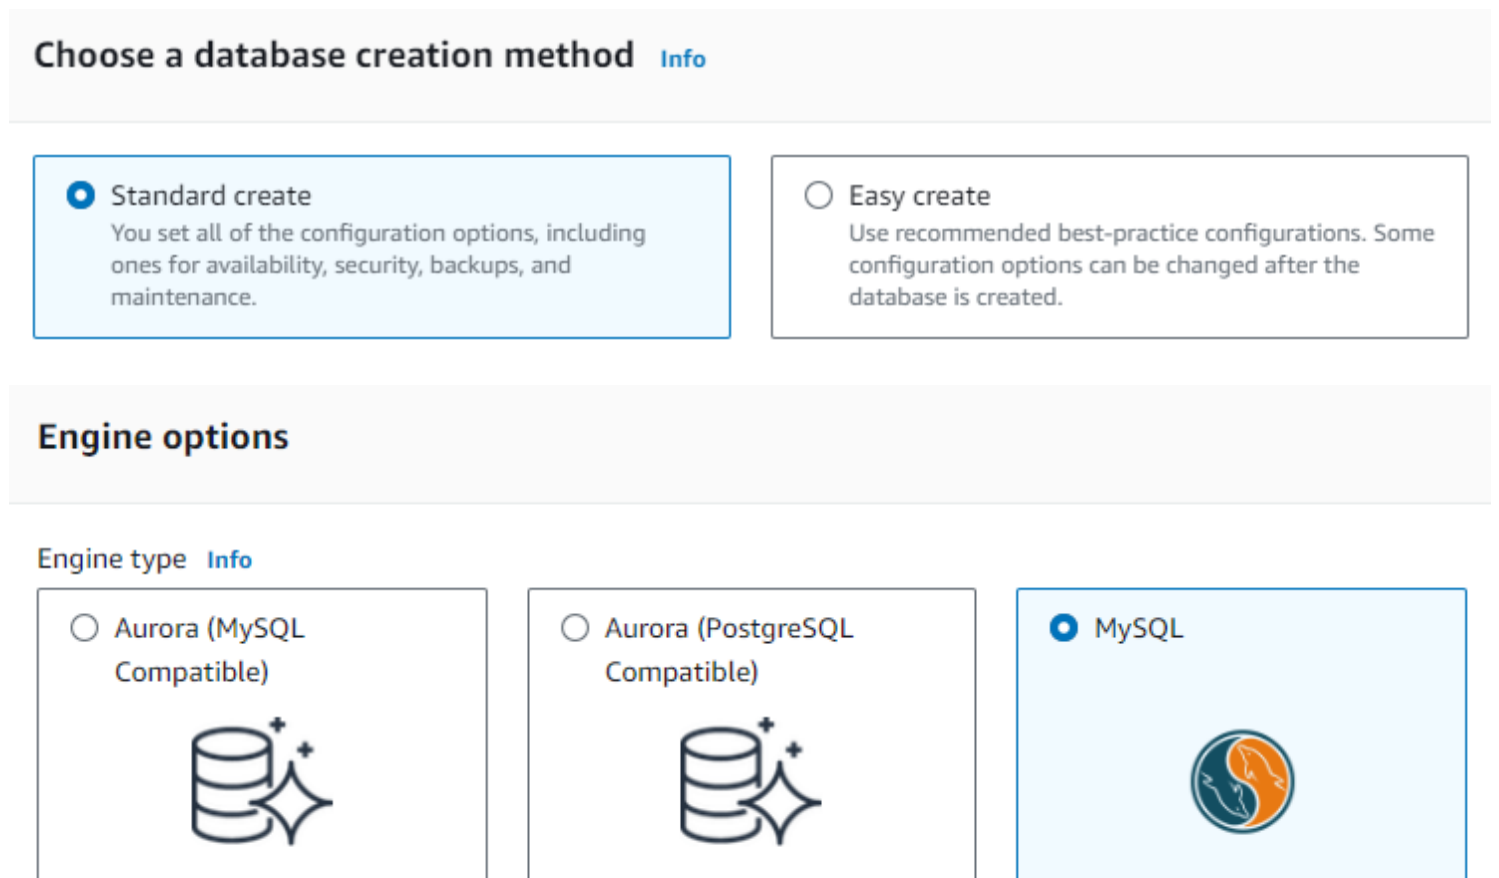 Choose a database creation method Info
Standard create
You set all of the configuration options, including
ones for availability, security, backups, and
maintenance.
Easy create
Use recommended best-practice configurations. Some
configuration options can be changed after the
database is created.
Engine options
Engine type Info
Aurora (MySQL
Compatible)
Aurora (PostgreSQL
Compatible)
MySQL